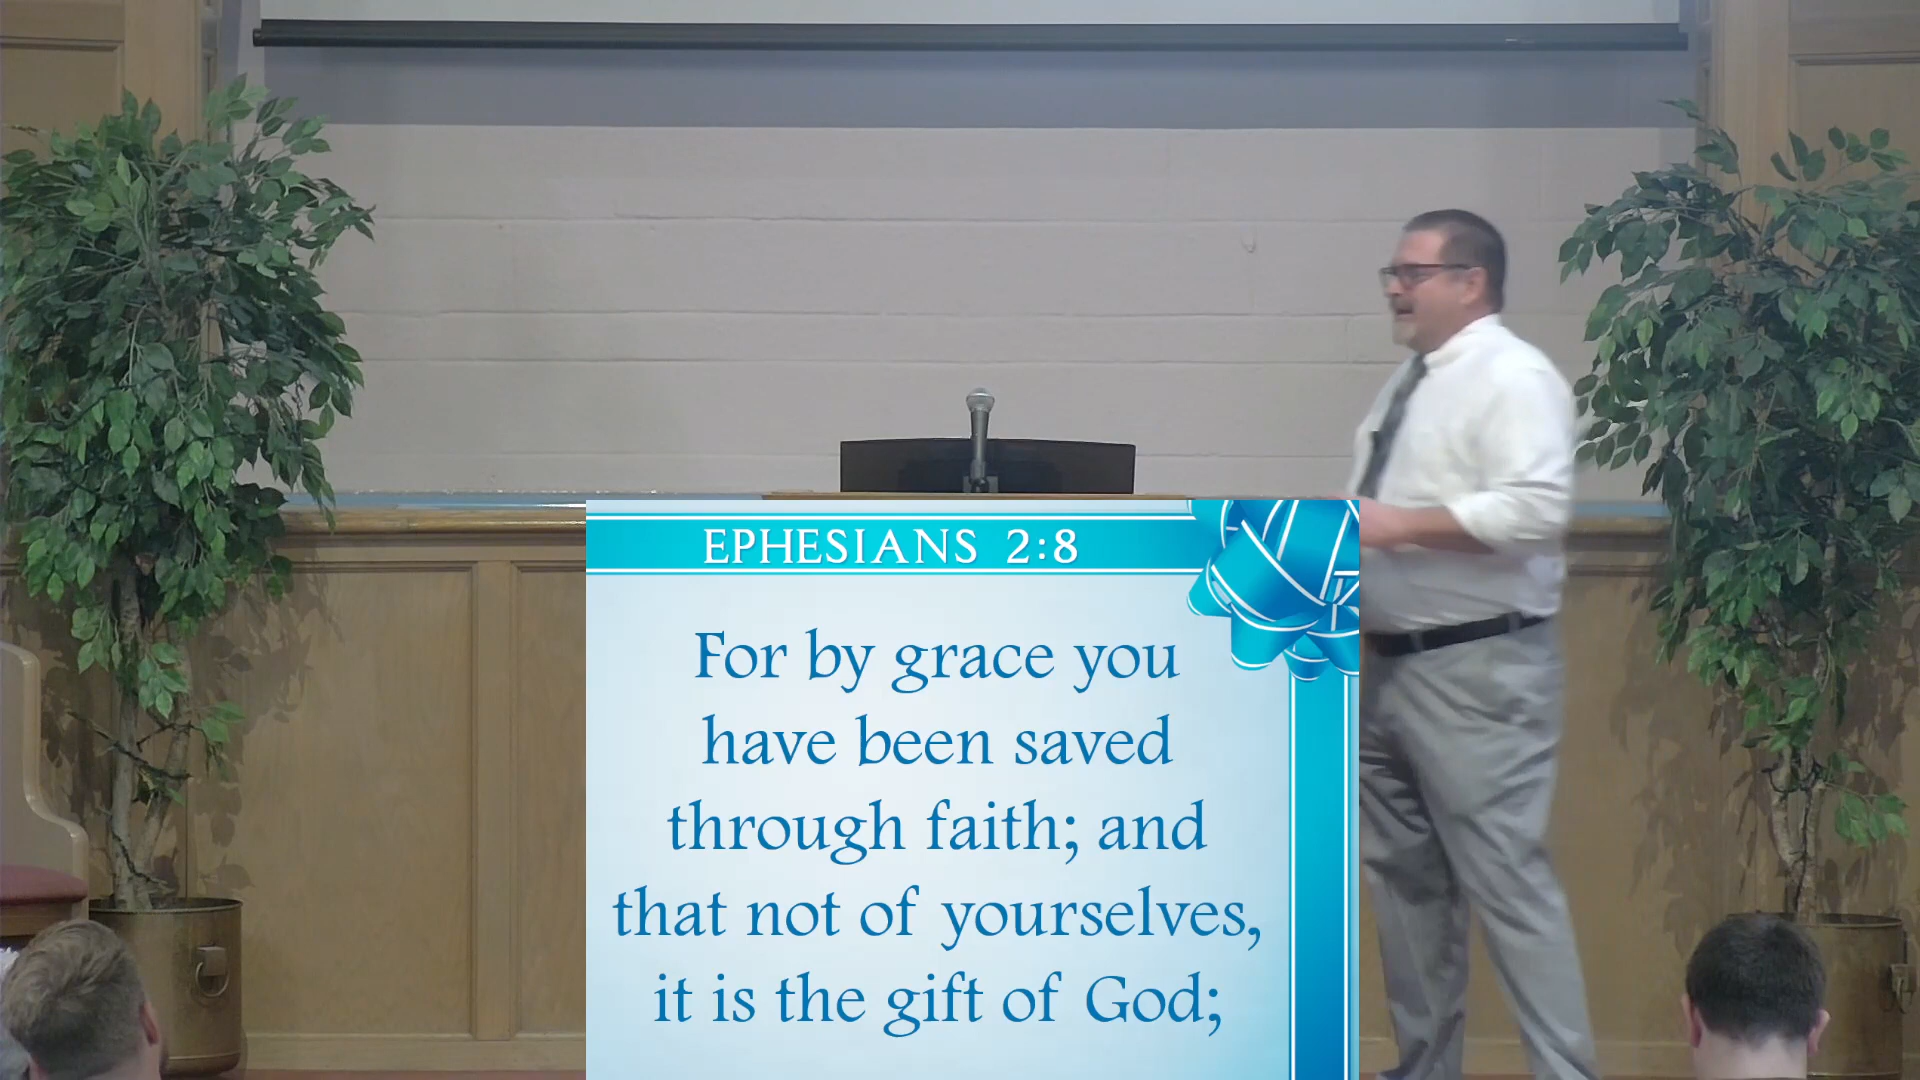 EPHESIANS 2:8
For by grace you
have been saved
through faith; and
that not of yourselves,
it is the gift of God;